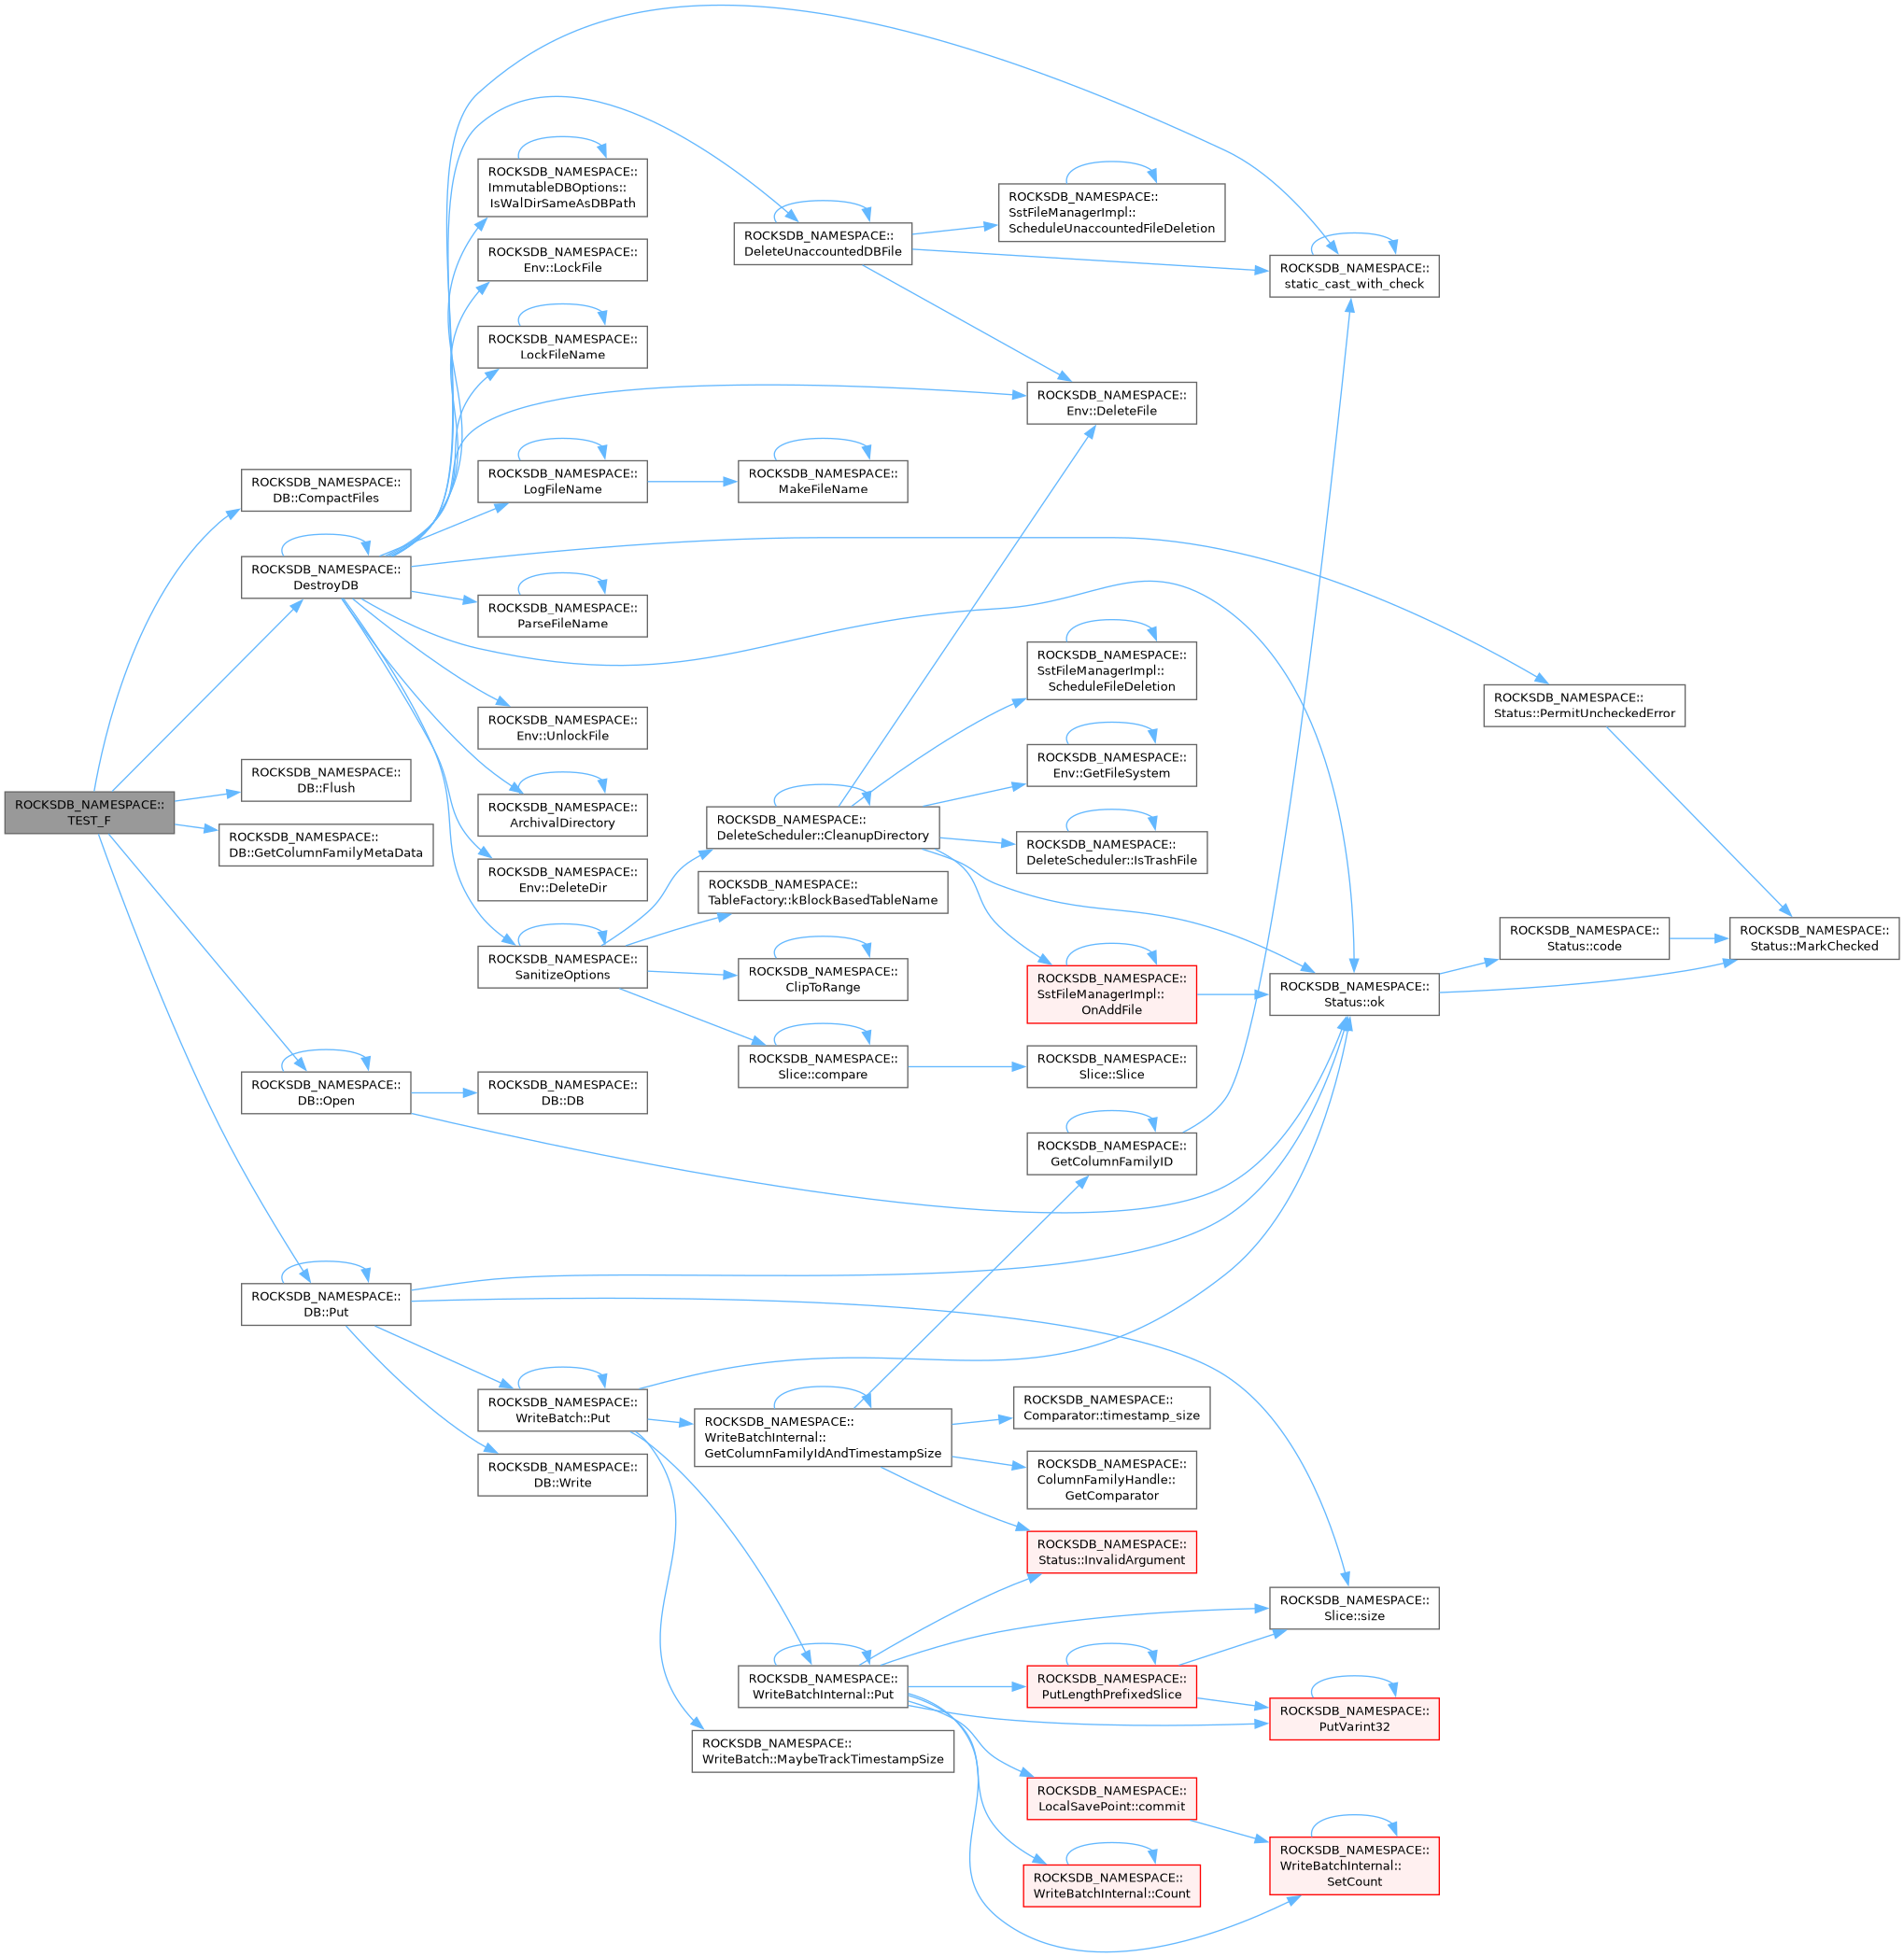 ROCKSDB_NAMESPACE::
TEST_F
ROCKSDB_NAMESPACE::
DB::CompactFiles
ROCKSDB_NAMESPACE::
DestroyDB
ROCKSDB_NAMESPACE::
DB::Flush
ROCKSDB_NAMESPACE::
DB::GetColumnFamilyMetaData
ROCKSDB_NAMESPACE::
DB::Open
ROCKSDB_NAMESPACE::
DB::Put
ROCKSDB_NAMESPACE::
ImmutableDBOptions::
IsWalDirSameAsDBPath
ROCKSDB_NAMESPACE::
Env::LockFile
ROCKSDB_NAMESPACE::
LockFileName
ROCKSDB_NAMESPACE::
LogFileName
ROCKSDB_NAMESPACE::
ParseFileName
ROCKSDB_NAMESPACE::
Env::UnlockFile
ROCKSDB_NAMESPACE::
ArchivalDirectory
ROCKSDB_NAMESPACE::
Env::DeleteDir
ROCKSDB_NAMESPACE::
SanitizeOptions
ROCKSDB_NAMESPACE::
DB::DB
ROCKSDB_NAMESPACE::
WriteBatch::Put
ROCKSDB_NAMESPACE::
DB::Write
ROCKSDB_NAMESPACE::
DeleteUnaccountedDBFile
ROCKSDB_NAMESPACE::
MakeFileName
ROCKSDB_NAMESPACE::
DeleteScheduler::CleanupDirectory
ROCKSDB_NAMESPACE::
TableFactory::kBlockBasedTableName
ROCKSDB_NAMESPACE::
ClipToRange
ROCKSDB_NAMESPACE::
Slice::compare
ROCKSDB_NAMESPACE::
WriteBatchInternal::
GetColumnFamilyIdAndTimestampSize
ROCKSDB_NAMESPACE::
WriteBatchInternal::Put
ROCKSDB_NAMESPACE::
WriteBatch::MaybeTrackTimestampSize
ROCKSDB_NAMESPACE::
SstFileManagerImpl::
ScheduleUnaccountedFileDeletion
ROCKSDB_NAMESPACE::
Env::DeleteFile
ROCKSDB_NAMESPACE::
SstFileManagerImpl::
ScheduleFileDeletion
ROCKSDB_NAMESPACE::
Env::GetFileSystem
ROCKSDB_NAMESPACE::
DeleteScheduler::IsTrashFile
ROCKSDB_NAMESPACE::
SstFileManagerImpl::
OnAddFile
ROCKSDB_NAMESPACE::
Slice::Slice
ROCKSDB_NAMESPACE::
GetColumnFamilyID
ROCKSDB_NAMESPACE::
Comparator::timestamp_size
ROCKSDB_NAMESPACE::
ColumnFamilyHandle::
GetComparator
ROCKSDB_NAMESPACE::
Status::InvalidArgument
ROCKSDB_NAMESPACE::
PutLengthPrefixedSlice
ROCKSDB_NAMESPACE::
LocalSavePoint::commit
ROCKSDB_NAMESPACE::
WriteBatchInternal::Count
ROCKSDB_NAMESPACE::
static_cast_with_check
ROCKSDB_NAMESPACE::
Status::ok
ROCKSDB_NAMESPACE::
Slice::size
ROCKSDB_NAMESPACE::
PutVarint32
ROCKSDB_NAMESPACE::
WriteBatchInternal::
SetCount
ROCKSDB_NAMESPACE::
Status::PermitUncheckedError
ROCKSDB_NAMESPACE::
Status::code
ROCKSDB_NAMESPACE::
Status::MarkChecked